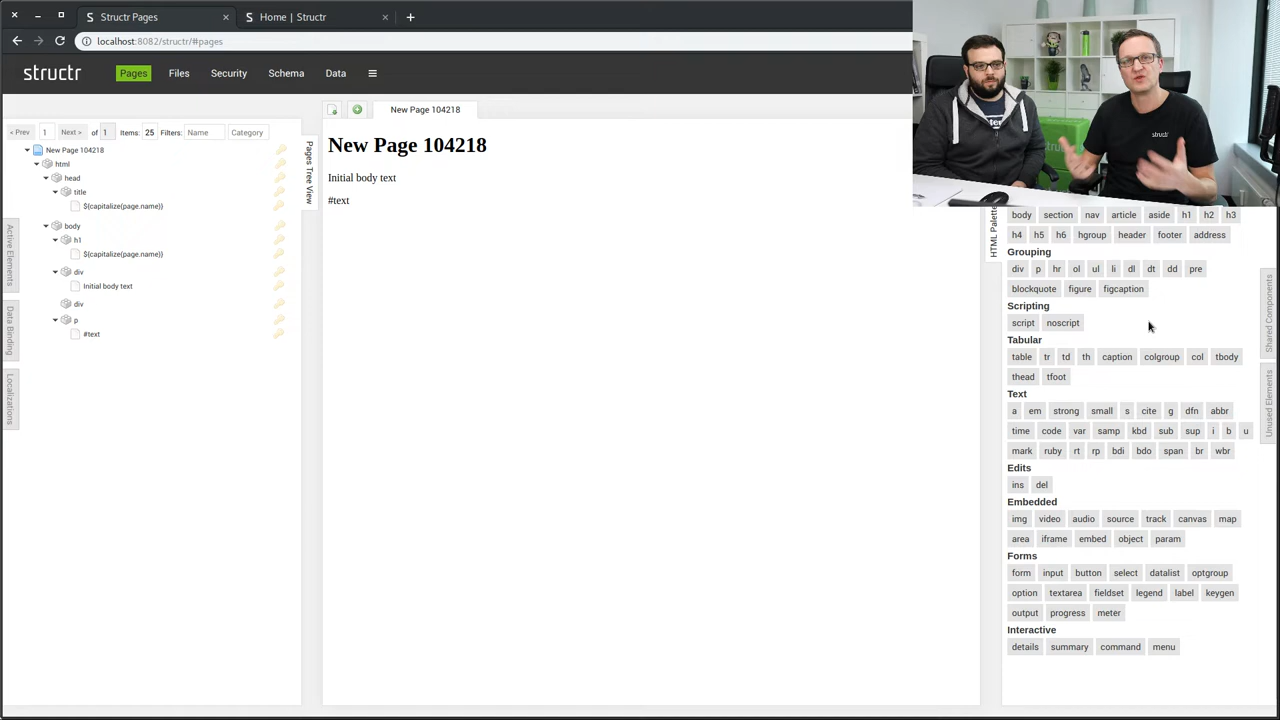 Structr Pages
Home | Structr
localhost:8082/structr/#pages
structr
Pages
Files
Security
Schema
Data
< Prev
1
Next >
of
1
Items:
25
Filters:
Name
Category
New Page 104218
html
head
title
${capitalize(page.name)}
body
h1
${capitalize(page.name)}
div
Initial body text
div
p
#text
Active Elements
Data Binding
Localizations
Pages Tree View
New Page 104218
New Page 104218
Initial body text
#text
structr
HTML Palette
body section nav article aside h1 h2 h3
h4 h5 h6 hgroup header footer address
Grouping
div p hr ol ul li dl dt dd pre
blockquote figure figcaption
Scripting
script noscript
Tabular
table tr td th caption colgroup col tbody
thead tfoot
Text
a em strong small s cite g dfn abbr
time code var samp kbd sub sup i b u
mark ruby rt rp bdi bdo span br wbr
Edits
ins del
Embedded
img video audio source track canvas map
area iframe embed object param
Forms
form input button select datalist optgroup
option textarea fieldset legend label keygen
output progress meter
Interactive
details summary command menu
Shared Components
Unused Elements